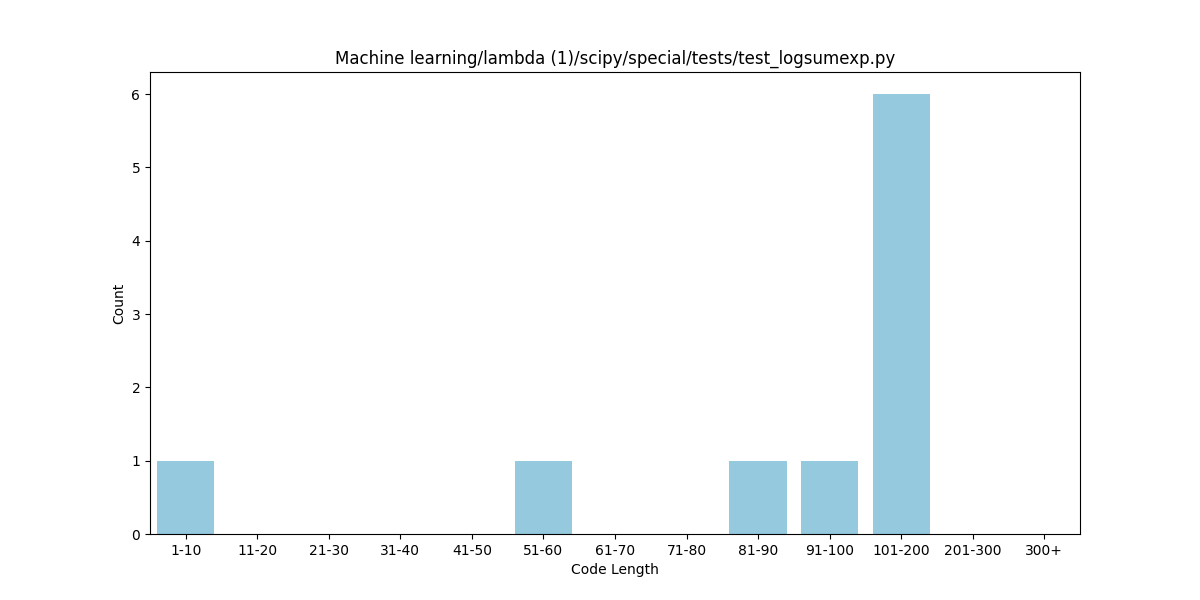 Machine learning/lambda (1)/scipy/special/tests/test_logsumexp.py
6
5
4
3
2
1
0
Count
1-10 11-20 21-30 31-40 41-50 51-60 61-70 71-80 81-90 91-100 101-200 201-300 300+
Code Length